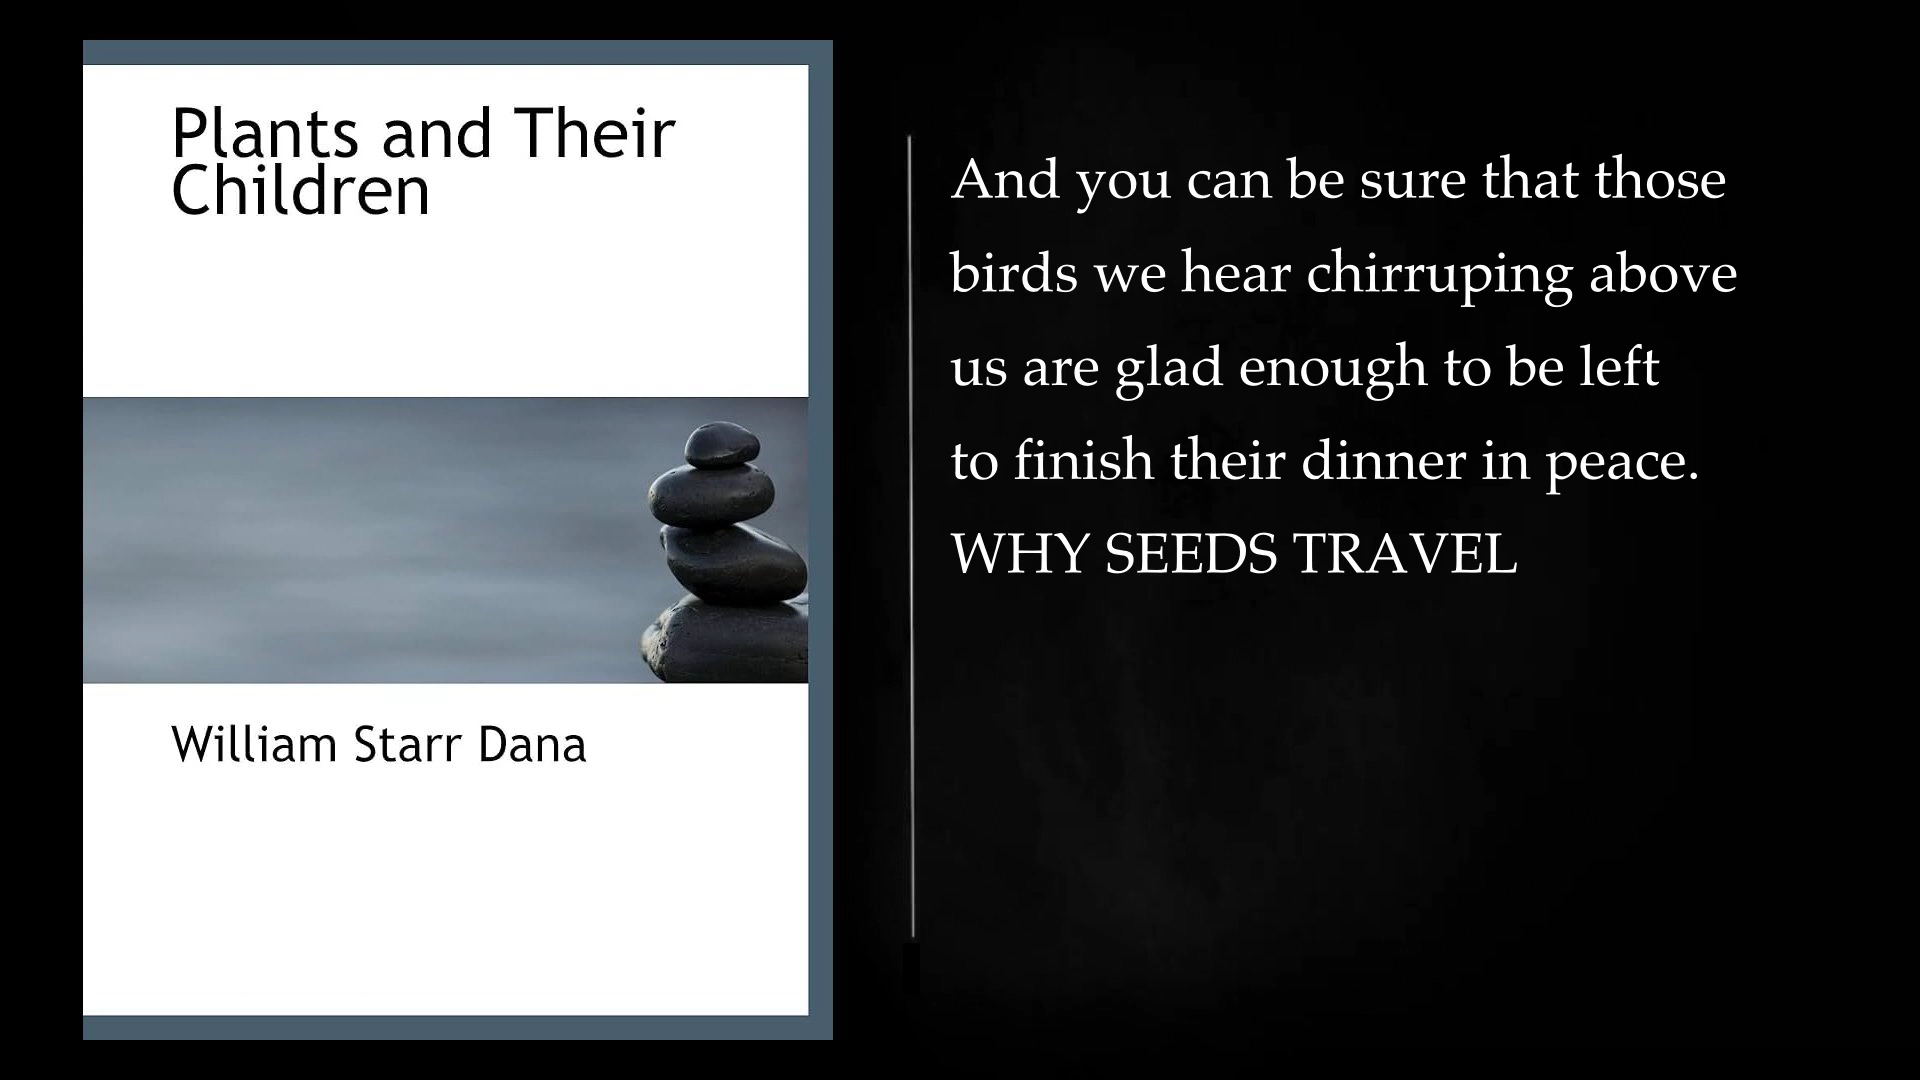 Plants and Their
Children
William Starr Dana
And you can be sure that those
birds we hear chirruping above
us are glad enough to be left
to finish their dinner in peace.
WHY SEEDS TRAVEL